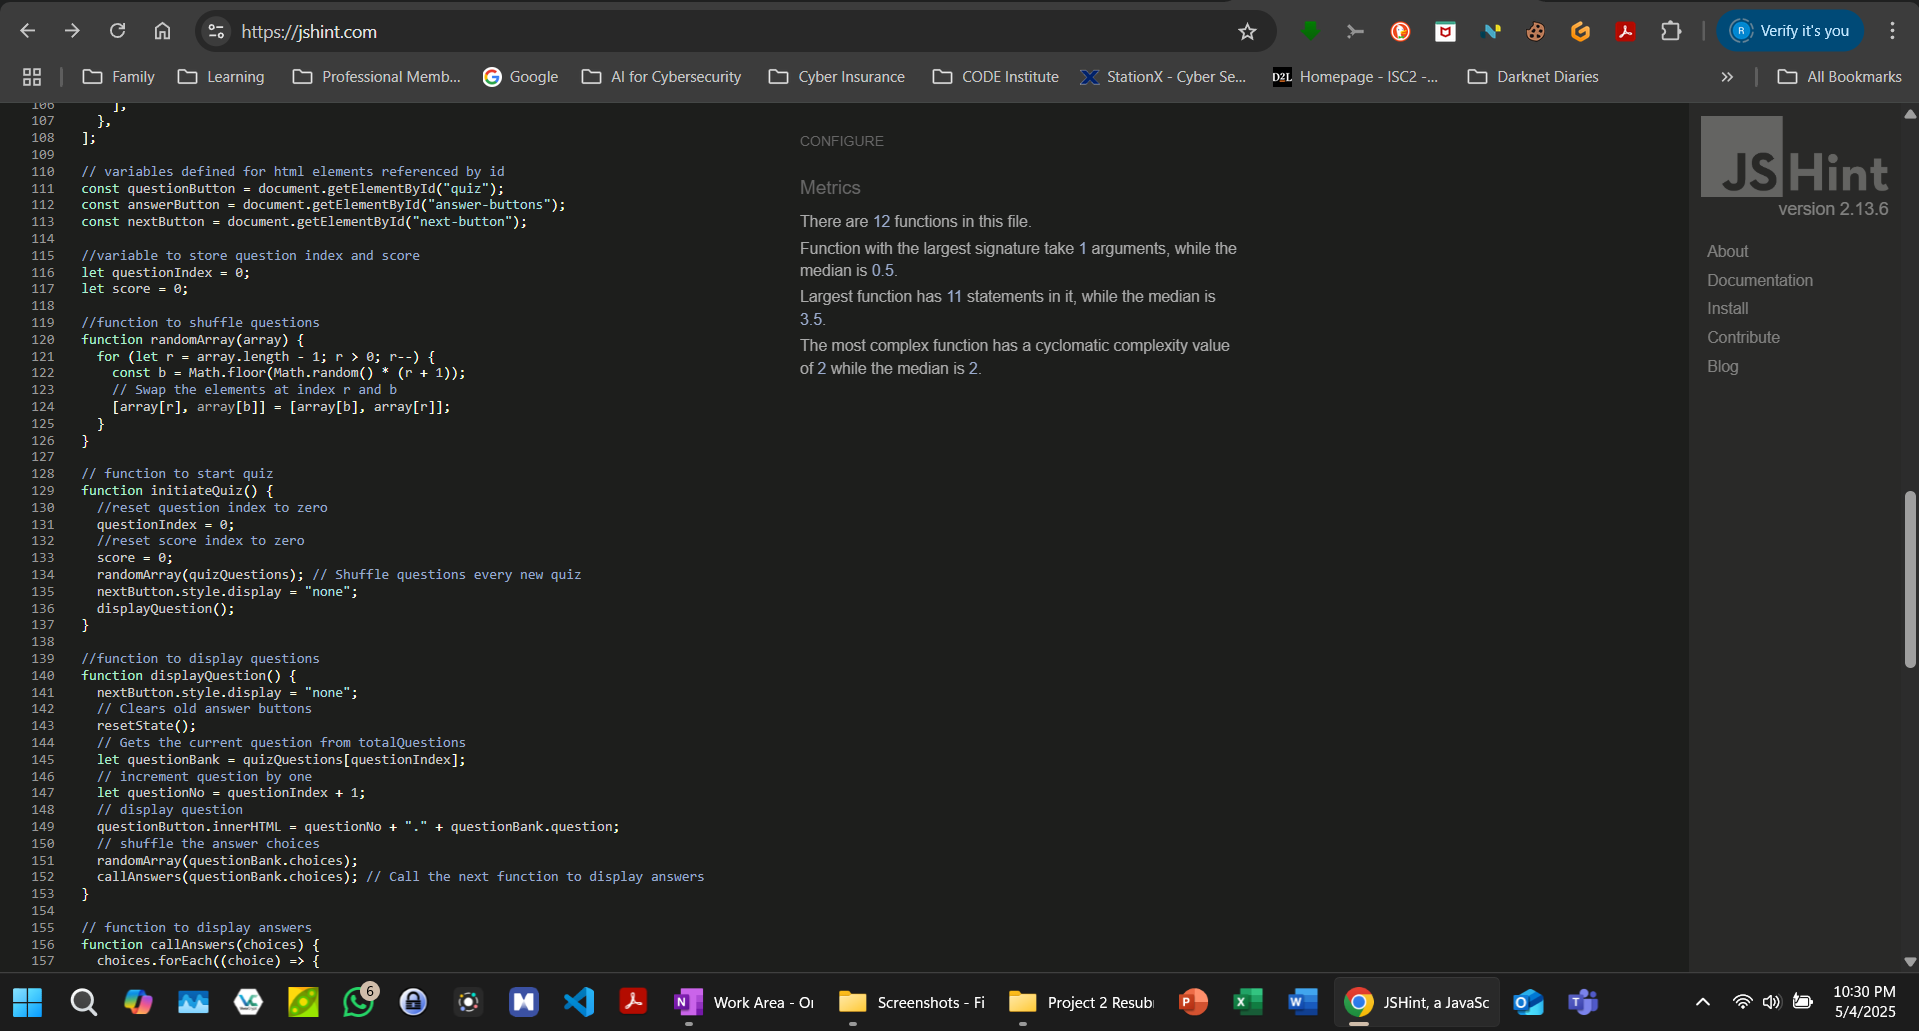 https://jshint.com
Verify it's you
Family
Learning
Professional Memb...
Google
AI for Cybersecurity
Cyber Insurance
CODE Institute
StationX - Cyber Se...
D2L
Homepage - ISC2 -...
Darknet Diaries
All Bookmarks
106 ],
107 },
108 ];
109
110 // variables defined for html elements referenced by id
111 const questionButton = document.getElementById("quiz");
112 const answerButton = document.getElementById("answer-buttons");
113 const nextButton = document.getElementById("next-button");
114
115 //variable to store question index and score
116 let questionIndex = 0;
117 let score = 0;
118
119 //function to shuffle questions
120 function randomArray(array) {
121 for (let r = array.length - 1; r > 0; r--) {
122 const b = Math.floor(Math.random() * (r + 1));
123 // Swap the elements at index r and b
124 [array[r], array[b]] = [array[b], array[r]];
125 }
126 }
127
128 // function to start quiz
129 function initiateQuiz() {
130 //reset question index to zero
131 questionIndex = 0;
132 //reset score index to zero
133 score = 0;
134 randomArray(quizQuestions); // Shuffle questions every new quiz
135 nextButton.style.display = "none";
136 displayQuestion();
137 }
138
139 //function to display questions
140 function displayQuestion() {
141 nextButton.style.display = "none";
142 // Clears old answer buttons
143 resetState();
144 // Gets the current question from totalQuestions
145 let questionBank = quizQuestions[questionIndex];
146 // increment question by one
147 let questionNo = questionIndex + 1;
148 // display question
149 questionButton.innerHTML = questionNo + "." + questionBank.question;
150 // shuffle the answer choices
151 randomArray(questionBank.choices);
152 callAnswers(questionBank.choices); // Call the next function to display answers
153 }
154
155 // function to display answers
156 function callAnswers(choices) {
157 choices.forEach((choice) => {
CONFIGURE
Metrics
There are 12 functions in this file.
Function with the largest signature take 1 arguments, while the
median is 0.5.
Largest function has 11 statements in it, while the median is
3.5.
The most complex function has a cyclomatic complexity value
of 2 while the median is 2.
JSHint
version 2.13.6
About
Documentation
Install
Contribute
Blog
6
Work Area - Or
Screenshots - Fi
Project 2 Resub
JSHint, a JavaSc
10:30 PM
5/4/2025